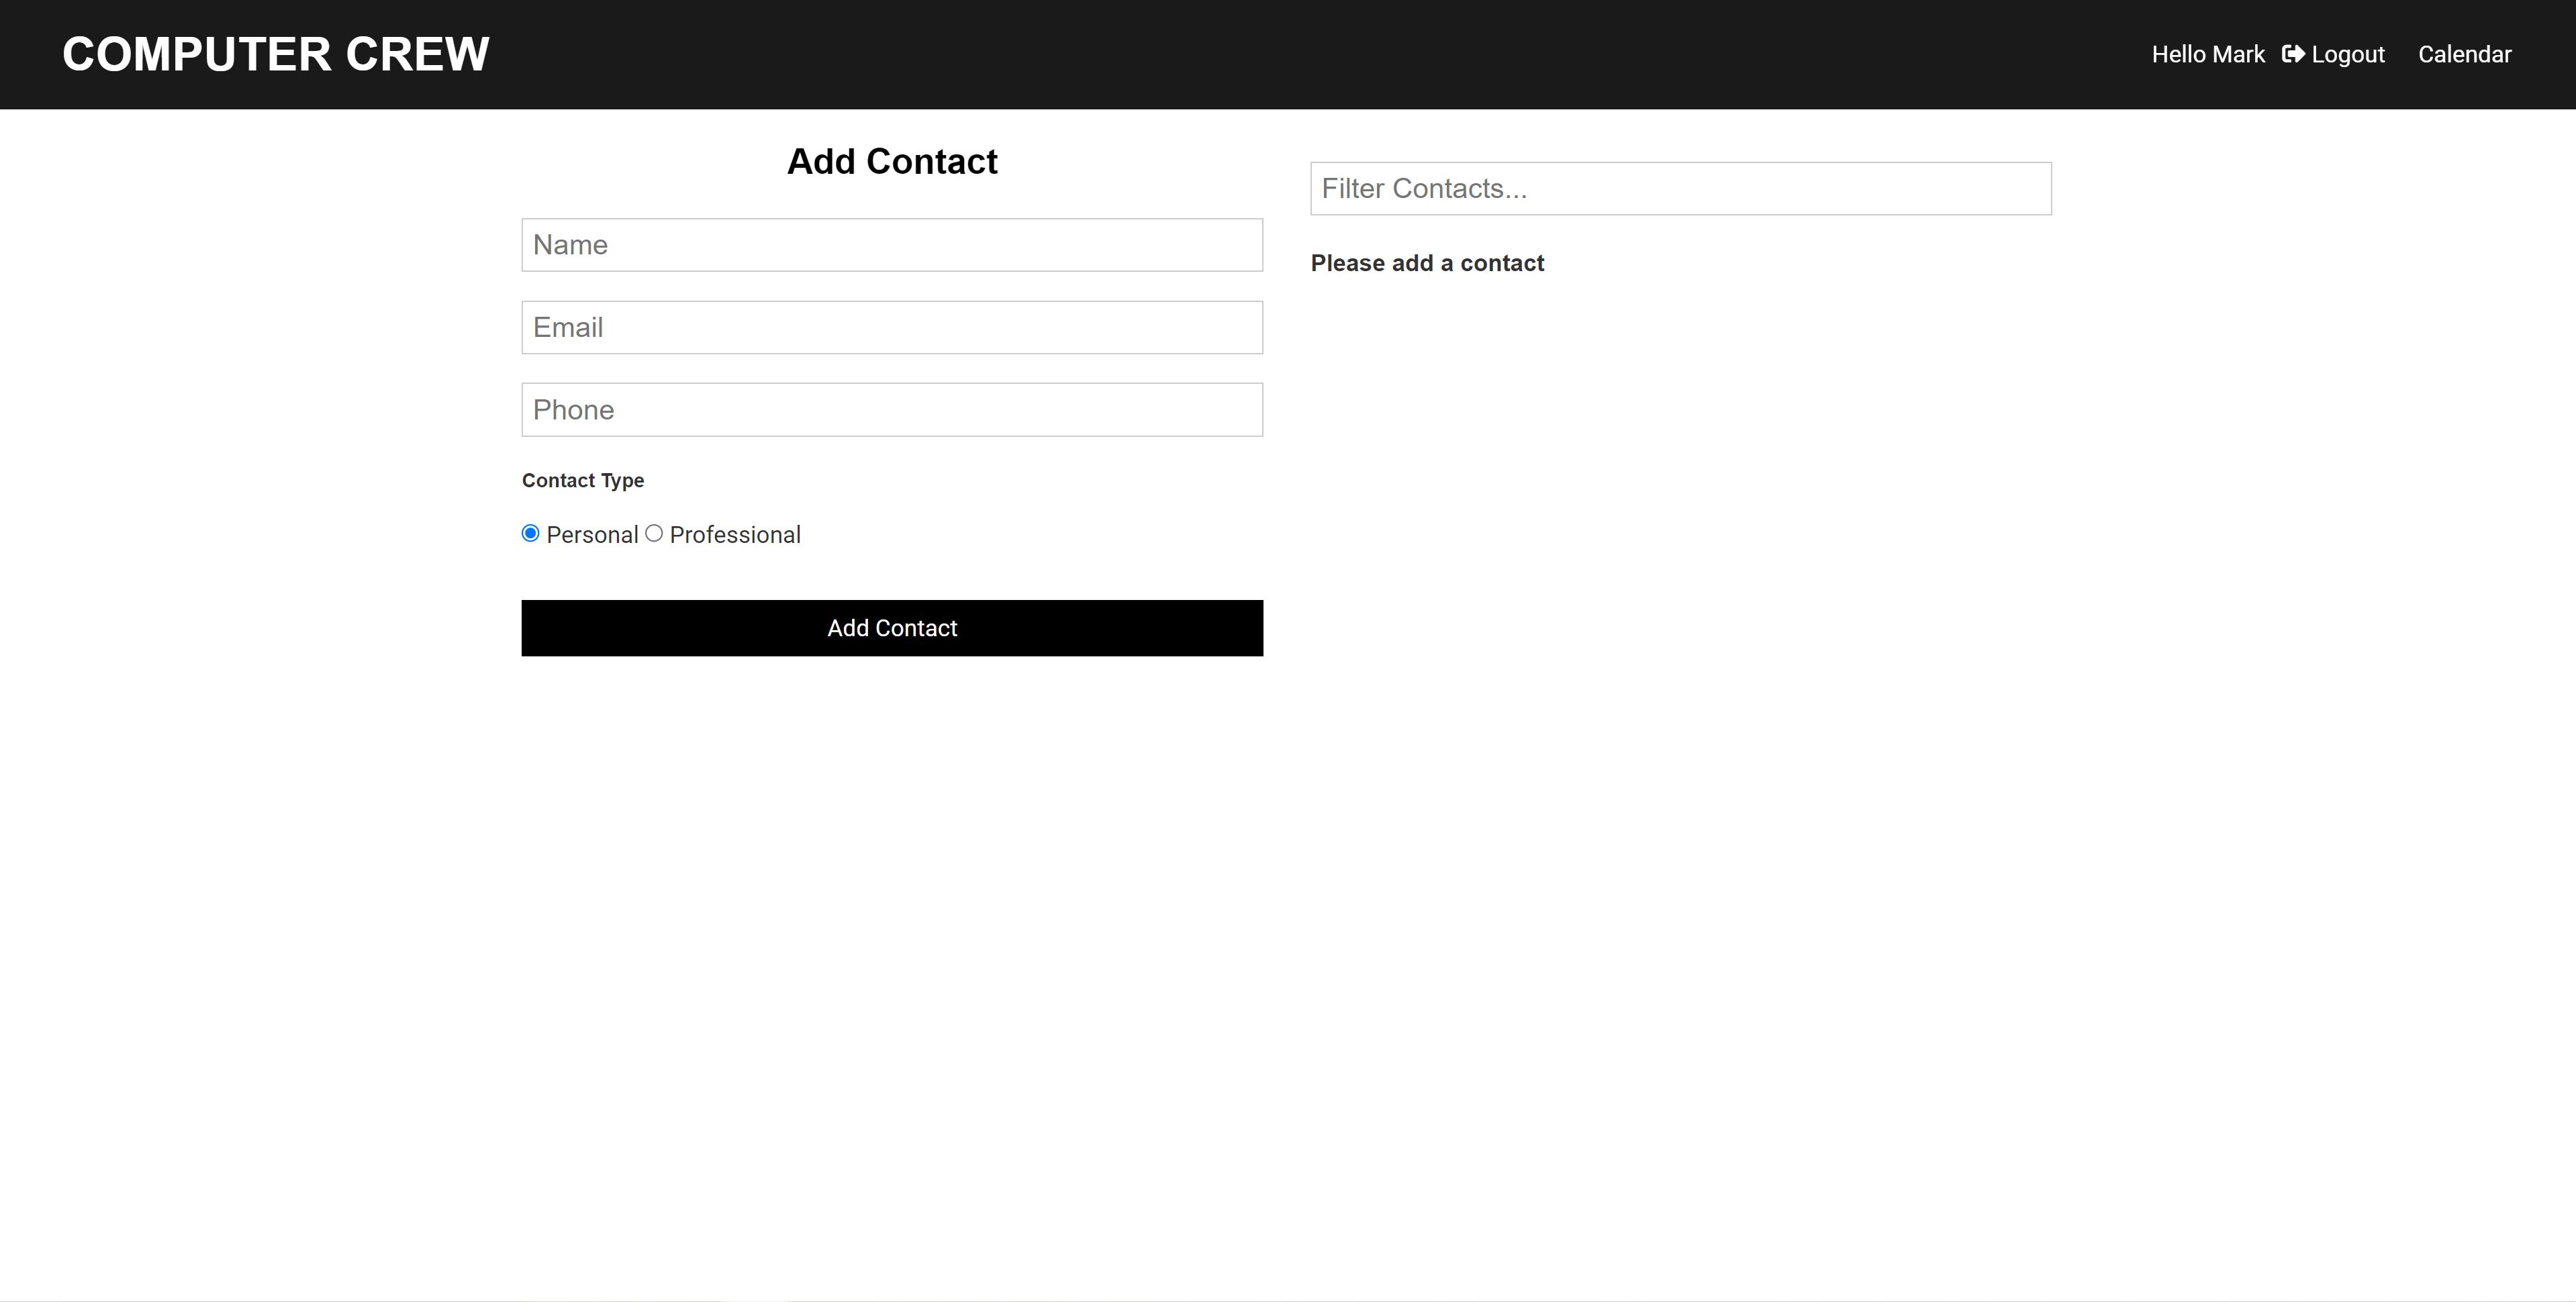 COMPUTER CREW
Hello Mark Logout Calendar
Add Contact
Name
Email
Phone
Contact Type
Personal Professional
Add Contact
Filter Contacts...
Please add a contact